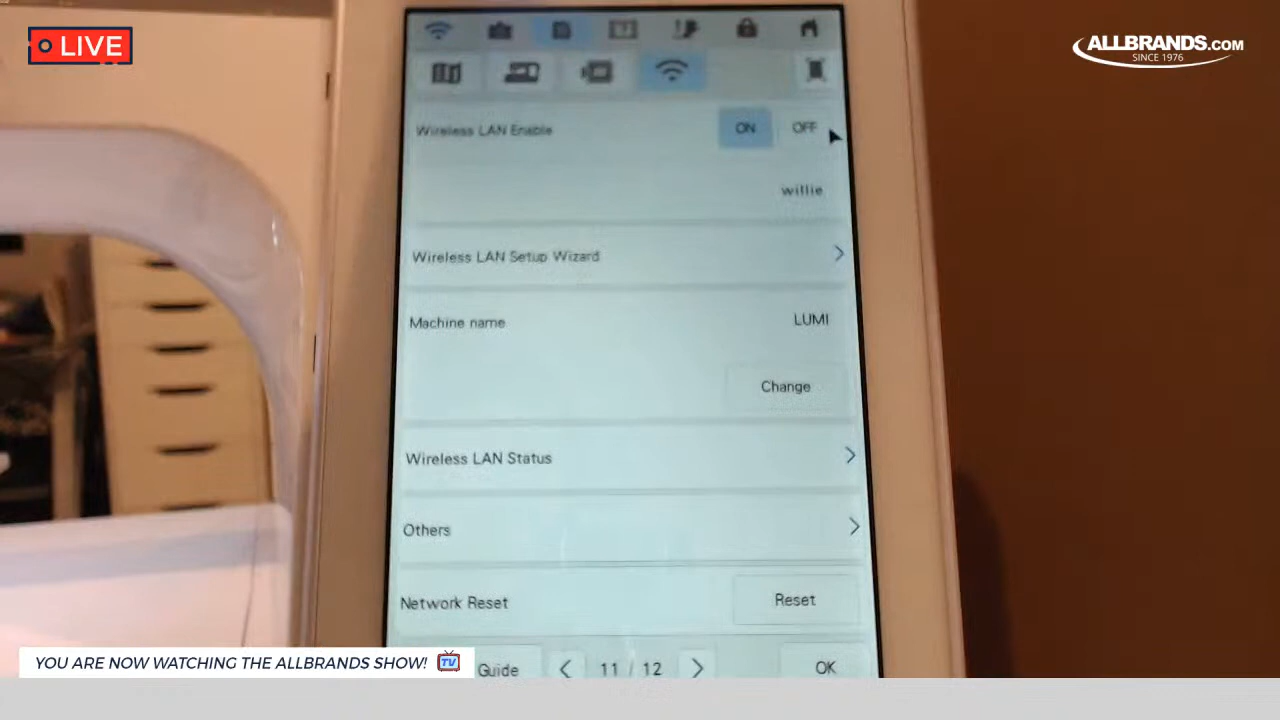 LIVE
ALLBRANDS.COM
SINCE 1976
Wireless LAN Enable
ON
OFF
willie
Wireless LAN Setup Wizard
Machine name
LUMI
Change
Wireless LAN Status
Others
Network Reset
Reset
Guide
11 / 12
OK
YOU ARE NOW WATCHING THE ALLBRANDS SHOW!
TV